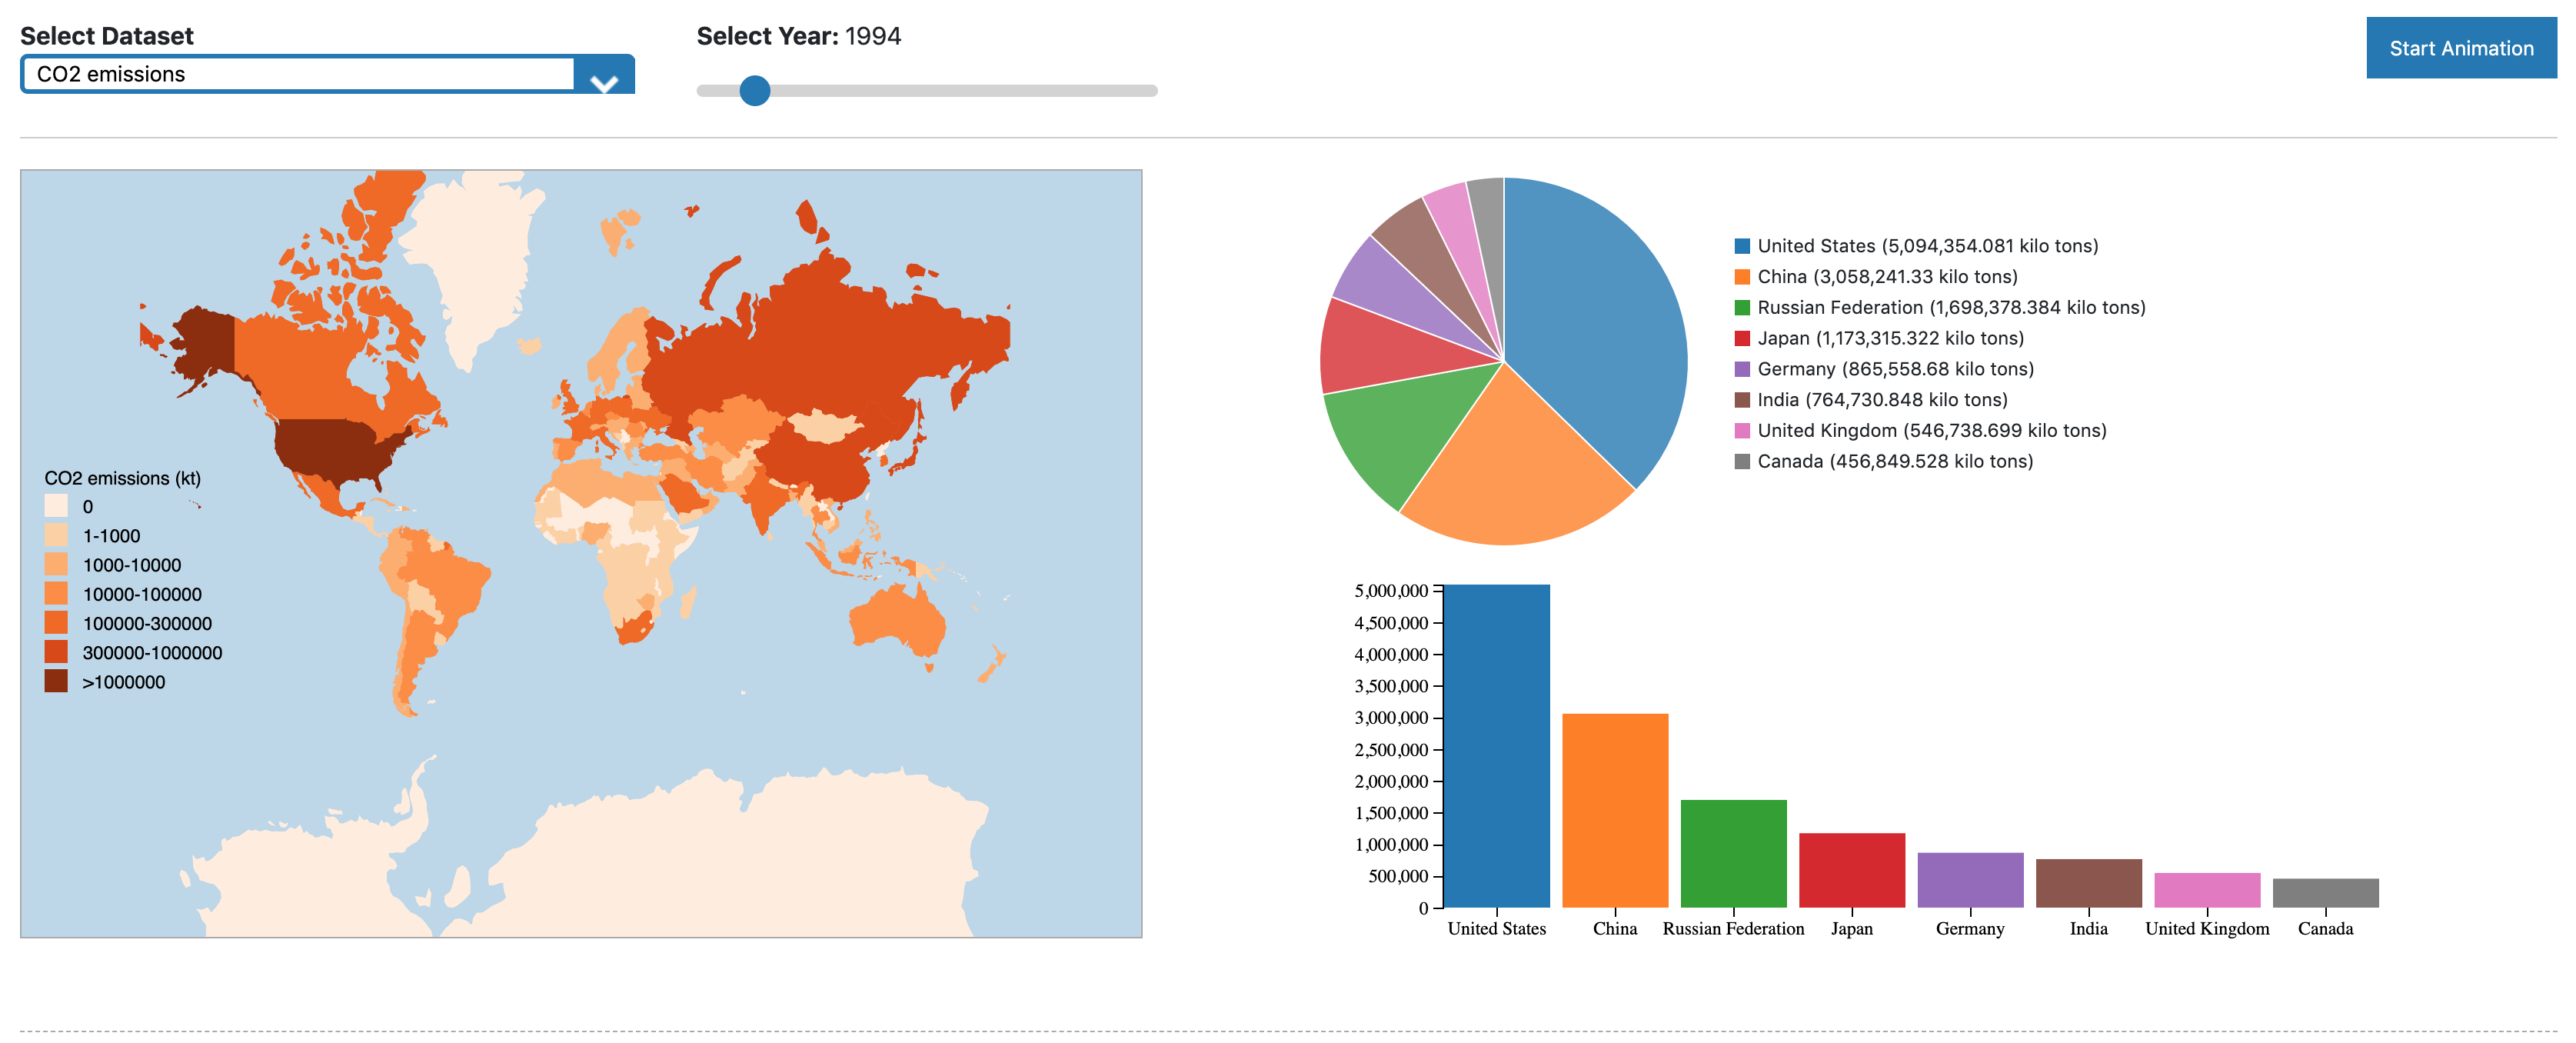 Select Dataset
CO2 emissions
Select Year: 1994
Start Animation
CO2 emissions (kt)
0
1-1000
1000-10000
10000-100000
100000-300000
300000-1000000
>1000000
United States (5,094,354.081 kilo tons)
China (3,058,241.33 kilo tons)
Russian Federation (1,698,378.384 kilo tons)
Japan (1,173,315.322 kilo tons)
Germany (865,558.68 kilo tons)
India (764,730.848 kilo tons)
United Kingdom (546,738.699 kilo tons)
Canada (456,849.528 kilo tons)
5,000,000
4,500,000
4,000,000
3,500,000
3,000,000
2,500,000
2,000,000
1,500,000
1,000,000
500,000
0
United States China Russian Federation Japan Germany India United Kingdom Canada